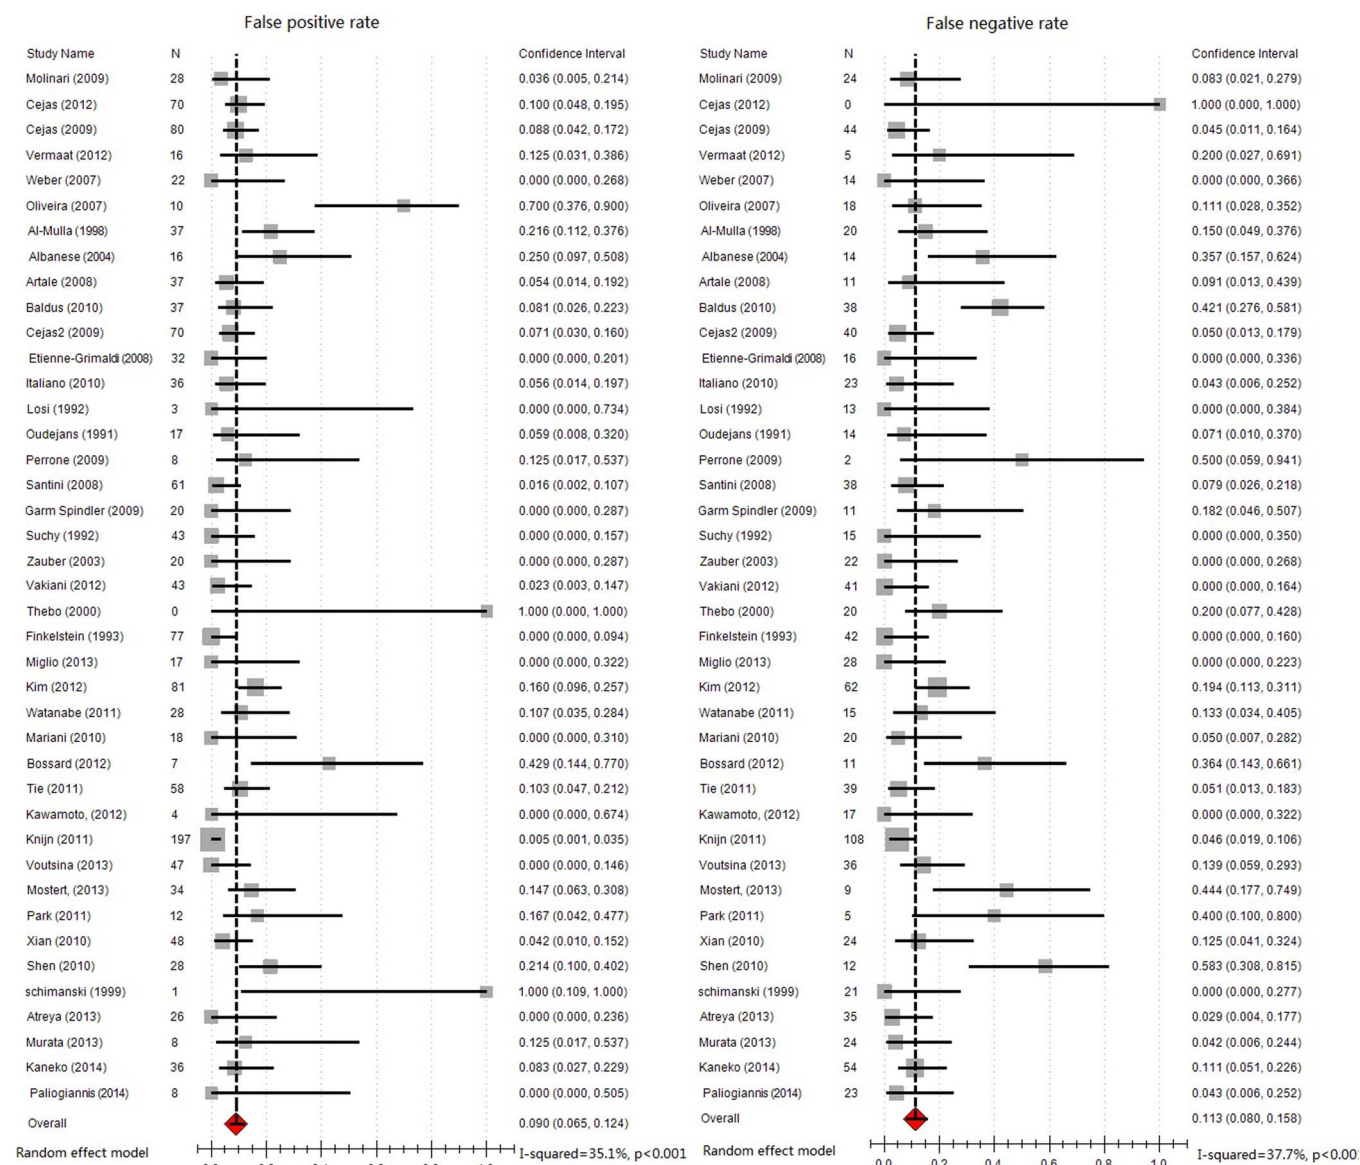 False positive rate
Study Name N Confidence Interval
Molinari (2009) 28 0.036 (0.005, 0.214)
Cejas (2012) 70 0.100 (0.048, 0.195)
Cejas (2009) 80 0.088 (0.042, 0.172)
Vermaat (2012) 16 0.125 (0.031, 0.386)
Weber (2007) 22 0.000 (0.000, 0.268)
Oliveira (2007) 10 0.700 (0.376, 0.900)
Al-Mulla (1998) 37 0.216 (0.112, 0.376)
Albanese (2004) 16 0.250 (0.097, 0.508)
Artale (2008) 37 0.054 (0.014, 0.192)
Baldus (2010) 37 0.081 (0.026, 0.223)
Cejas2 (2009) 70 0.071 (0.030, 0.160)
Etienne-Grimaldi (2008) 32 0.000 (0.000, 0.201)
Italiano (2010) 36 0.056 (0.014, 0.197)
Losi (1992) 3 0.000 (0.000, 0.734)
Oudejans (1991) 17 0.059 (0.008, 0.320)
Perrone (2009) 8 0.125 (0.017, 0.537)
Santini (2008) 61 0.016 (0.002, 0.107)
Garm Spindler (2009) 20 0.000 (0.000, 0.287)
Suchy (1992) 43 0.000 (0.000, 0.157)
Zauber (2003) 20 0.000 (0.000, 0.287)
Vakiani (2012) 43 0.023 (0.003, 0.147)
Thebo (2000) 0 1.000 (0.000, 1.000)
Finkelstein (1993) 77 0.000 (0.000, 0.094)
Miglio (2013) 17 0.000 (0.000, 0.322)
Kim (2012) 81 0.160 (0.096, 0.257)
Watanabe (2011) 28 0.107 (0.035, 0.284)
Mariani (2010) 18 0.000 (0.000, 0.310)
Bossard (2012) 7 0.429 (0.144, 0.770)
Tie (2011) 58 0.103 (0.047, 0.212)
Kawamoto, (2012) 4 0.000 (0.000, 0.674)
Knijn (2011) 197 0.005 (0.001, 0.035)
Voutsina (2013) 47 0.000 (0.000, 0.146)
Mostert, (2013) 34 0.147 (0.063, 0.308)
Park (2011) 12 0.167 (0.042, 0.477)
Xian (2010) 48 0.042 (0.010, 0.152)
Shen (2010) 28 0.214 (0.100, 0.402)
schimanski (1999) 1 1.000 (0.109, 1.000)
Atreya (2013) 26 0.000 (0.000, 0.236)
Murata (2013) 8 0.125 (0.017, 0.537)
Kaneko (2014) 36 0.083 (0.027, 0.229)
Paliogiannis (2014) 8 0.000 (0.000, 0.505)
Overall 0.090 (0.065, 0.124)
Random effect model I-squared=35.1%, p<0.001
False negative rate
Study Name N Confidence Interval
Molinari (2009) 24 0.083 (0.021, 0.279)
Cejas (2012) 0 1.000 (0.000, 1.000)
Cejas (2009) 44 0.045 (0.011, 0.164)
Vermaat (2012) 5 0.200 (0.027, 0.691)
Weber (2007) 14 0.000 (0.000, 0.366)
Oliveira (2007) 18 0.111 (0.028, 0.352)
Al-Mulla (1998) 20 0.150 (0.049, 0.376)
Albanese (2004) 14 0.357 (0.157, 0.624)
Artale (2008) 11 0.091 (0.013, 0.439)
Baldus (2010) 38 0.421 (0.276, 0.581)
Cejas2 (2009) 40 0.050 (0.013, 0.179)
Etienne-Grimaldi (2008) 16 0.000 (0.000, 0.336)
Italiano (2010) 23 0.043 (0.006, 0.252)
Losi (1992) 13 0.000 (0.000, 0.384)
Oudejans (1991) 14 0.071 (0.010, 0.370)
Perrone (2009) 2 0.500 (0.059, 0.941)
Santini (2008) 38 0.079 (0.026, 0.218)
Garm Spindler (2009) 11 0.182 (0.046, 0.507)
Suchy (1992) 15 0.000 (0.000, 0.350)
Zauber (2003) 22 0.000 (0.000, 0.268)
Vakiani (2012) 41 0.000 (0.000, 0.164)
Thebo (2000) 20 0.200 (0.077, 0.428)
Finkelstein (1993) 42 0.000 (0.000, 0.160)
Miglio (2013) 28 0.000 (0.000, 0.223)
Kim (2012) 62 0.194 (0.113, 0.311)
Watanabe (2011) 15 0.133 (0.034, 0.405)
Mariani (2010) 20 0.050 (0.007, 0.282)
Bossard (2012) 11 0.364 (0.143, 0.661)
Tie (2011) 39 0.051 (0.013, 0.183)
Kawamoto, (2012) 17 0.000 (0.000, 0.322)
Knijn (2011) 108 0.046 (0.019, 0.106)
Voutsina (2013) 36 0.139 (0.059, 0.293)
Mostert, (2013) 9 0.444 (0.177, 0.749)
Park (2011) 5 0.400 (0.100, 0.800)
Xian (2010) 24 0.125 (0.041, 0.324)
Shen (2010) 12 0.583 (0.308, 0.815)
schimanski (1999) 21 0.000 (0.000, 0.277)
Atreya (2013) 35 0.029 (0.004, 0.177)
Murata (2013) 24 0.042 (0.006, 0.244)
Kaneko (2014) 54 0.111 (0.051, 0.226)
Paliogiannis (2014) 23 0.043 (0.006, 0.252)
Overall 0.113 (0.080, 0.158)
Random effect model I-squared=37.7%, p<0.00
0.0 0.2 0.4 0.6 0.8 1.0